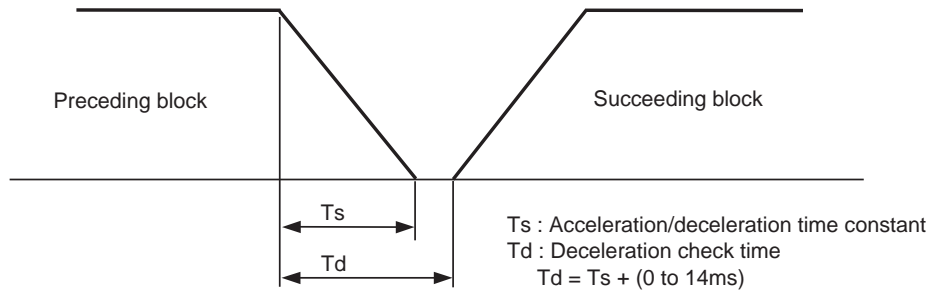 Preceding block
Succeeding block
Ts
Td
Ts : Acceleration/deceleration time constant
Td : Deceleration check time
Td = Ts + (0 to 14ms)